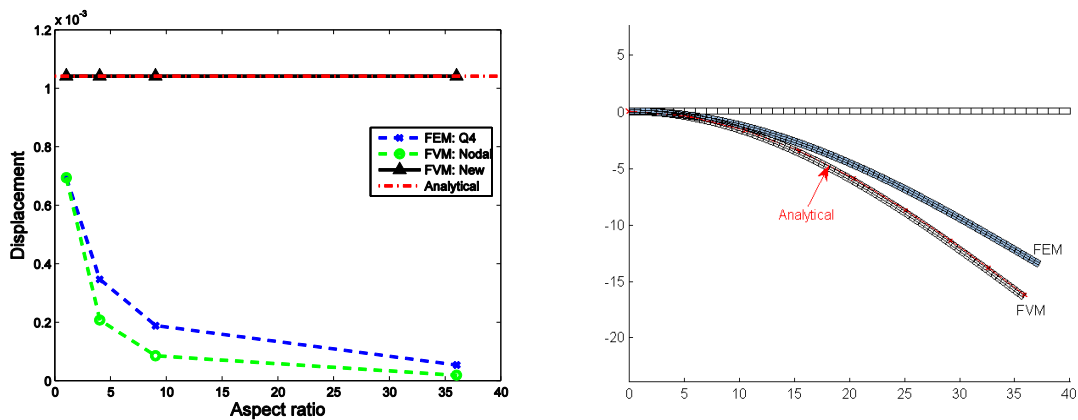 x 10⁻³
1.2
1
0.8
0.6
0.4
0.2
0
0 5 10 15 20 25 30 35 40
Displacement
Aspect ratio
FEM: Q4
FVM: Nodal
FVM: New
Analytical
5
0
-5
-10
-15
-20
0 5 10 15 20 25 30 35 40
Analytical
FEM
FVM